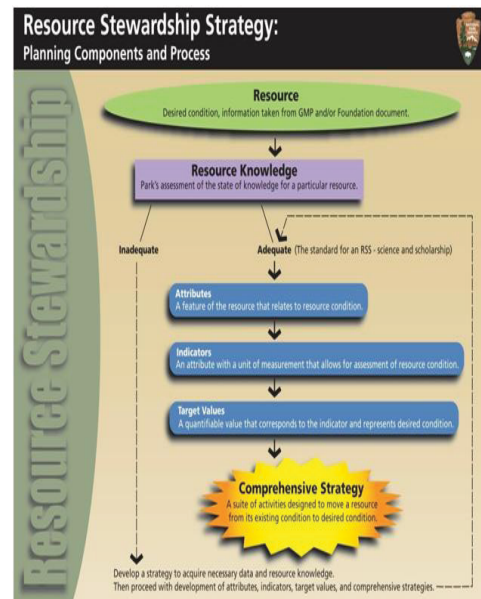 Resource Stewardship Strategy:
Planning Components and Process
Resource Stewardship
Resource
Desired condition, information taken from GMP and/or Foundation document.
Resource Knowledge
Park's assessment of the state of knowledge for a particular resource.
Inadequate
Adequate (The standard for an RSS - science and scholarship)
Attributes
A feature of the resource that relates to resource condition.
Indicators
An attribute with a unit of measurement that allows for assessment of resource condition.
Target Values
A quantifiable value that corresponds to the indicator and represents desired condition.
Comprehensive Strategy
A suite of activities designed to move a resource
from its existing condition to desired condition.
Develop a strategy to acquire necessary data and resource knowledge.
Then proceed with development of attributes, indicators, target values, and comprehensive strategies.